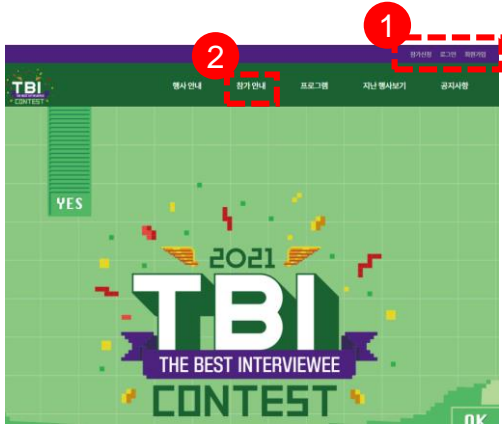 1
참가신청 로그인 회원가입
2
TBI
CONTEST
행사 안내 참가 안내 프로그램 지난 행사보기 공지사항
YES
2021
TBI
THE BEST INTERVIEWEE
CONTEST
OK